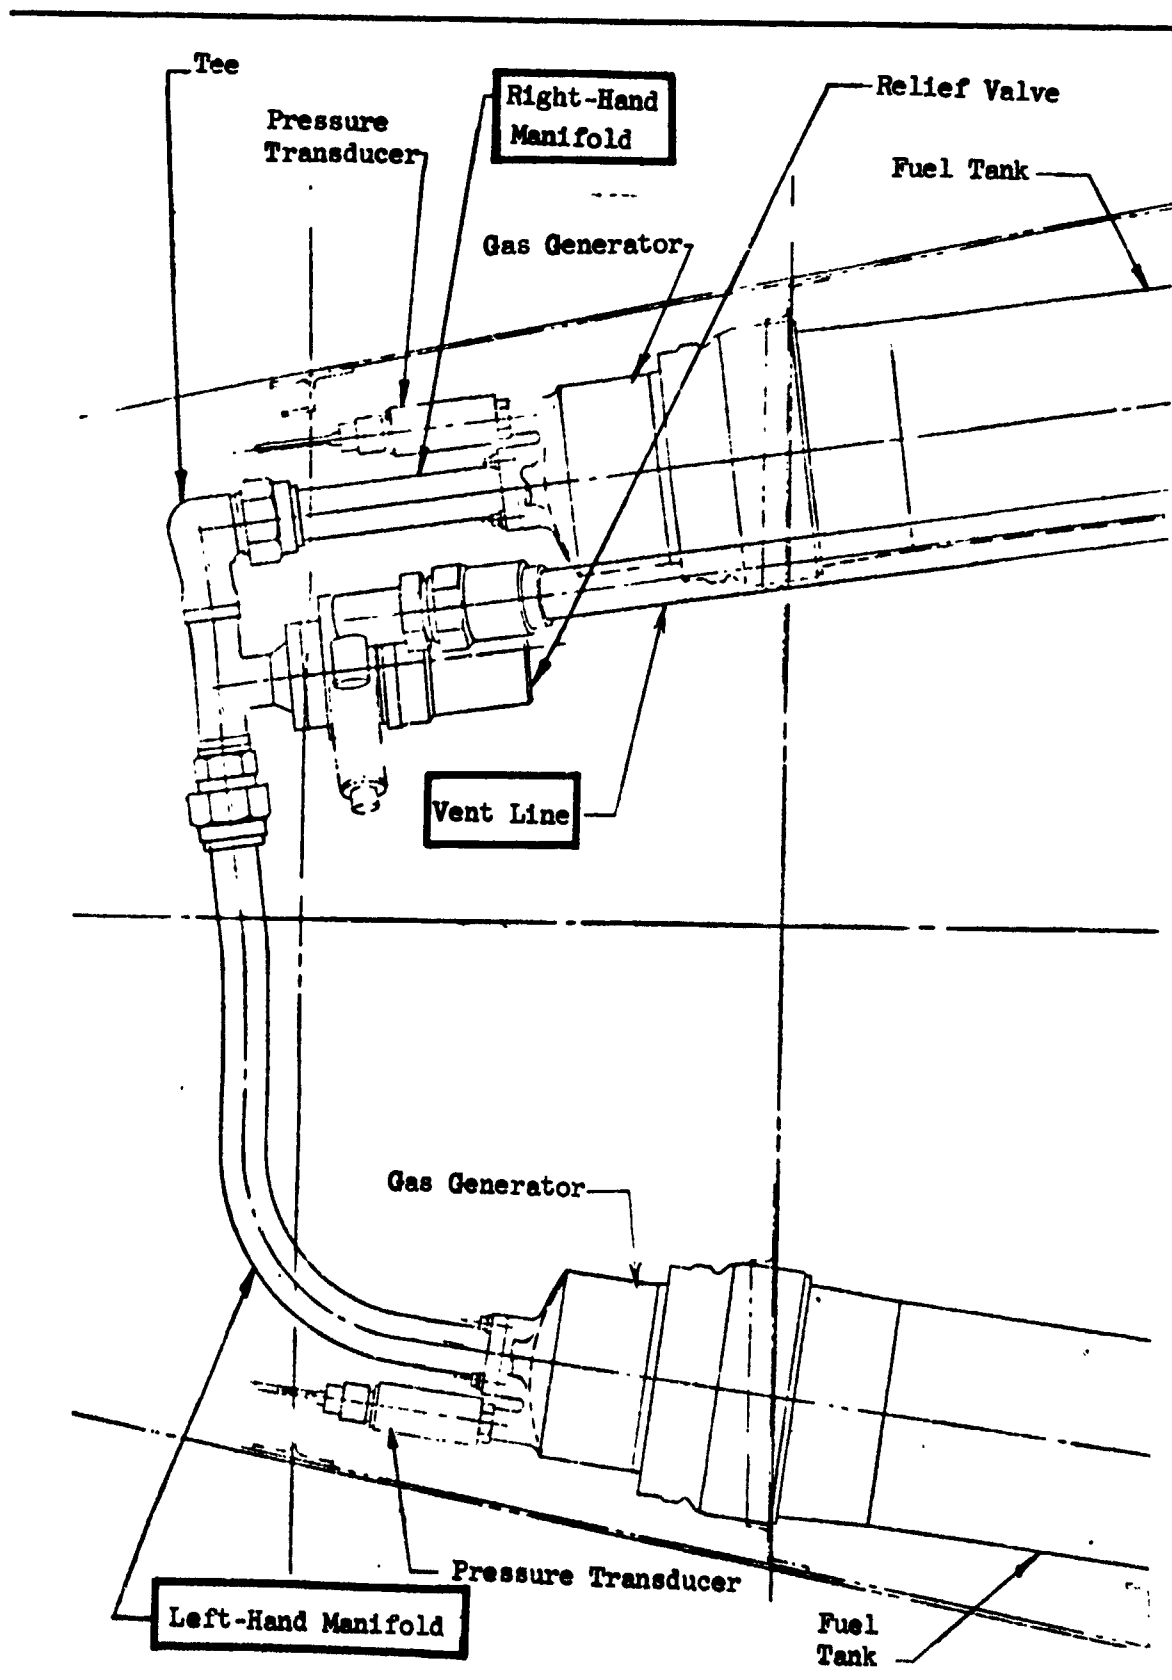 Tee
Right-Hand
Manifold
Relief Valve
Pressure
Transducer
Fuel Tank
Gas Generator
Vent Line
Gas Generator
Pressure Transducer
Left-Hand Manifold
Fuel
Tank